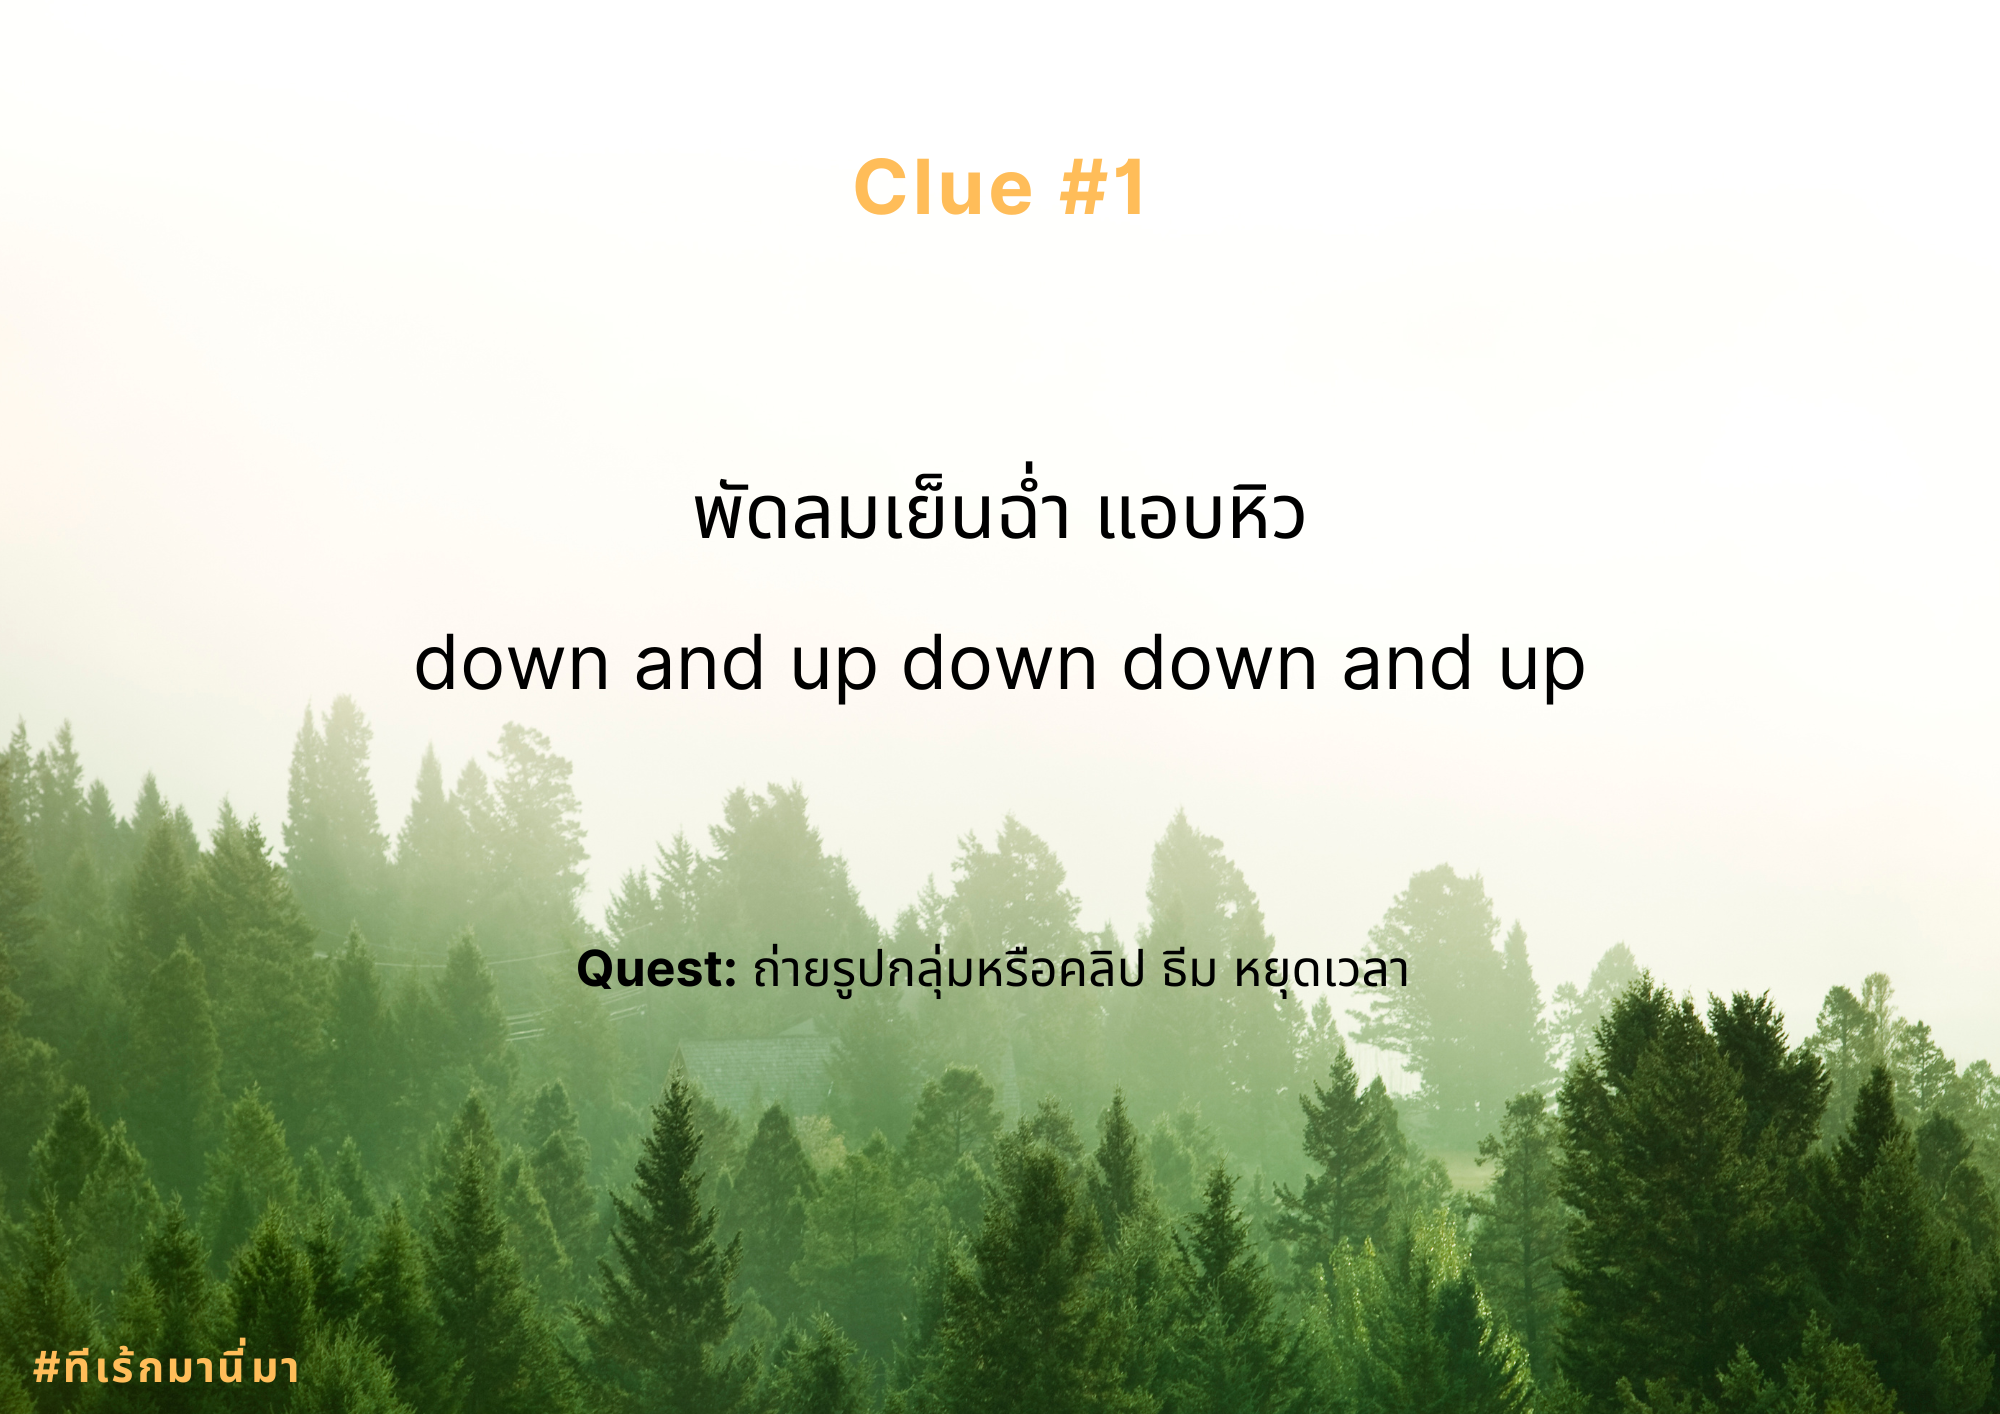 Clue #1
พัดลมเย็นฉ่ำ แอบหิว
down and up down down and up
Quest: ถ่ายรูปกลุ่มหรือคลิป ธีม หยุดเวลา
#ทีเร้กมานี่มา